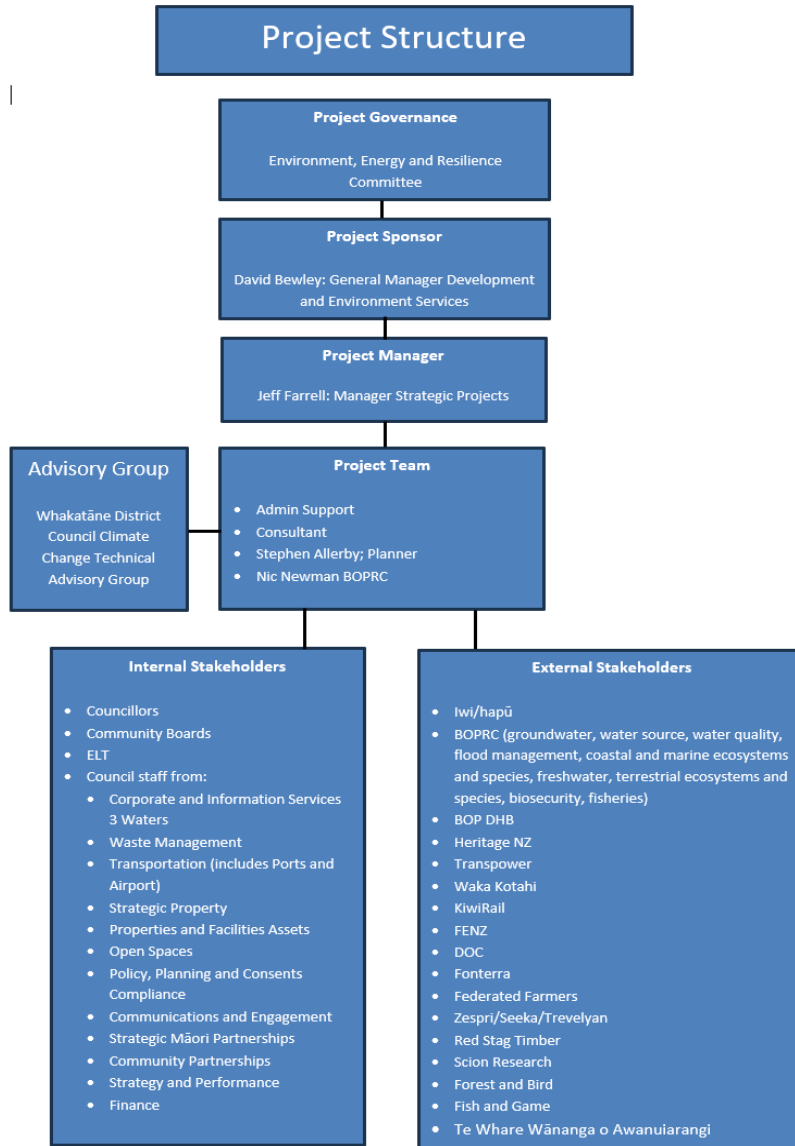 Project Structure
Project Governance
Environment, Energy and Resilience
Committee
Project Sponsor
David Bewley: General Manager Development
and Environment Services
Project Manager
Jeff Farrell: Manager Strategic Projects
Advisory Group
Whakatāne District
Council Climate
Change Technical
Advisory Group
Project Team
• Admin Support
• Consultant
• Stephen Allerby; Planner
• Nic Newman BOPRC
Internal Stakeholders
• Councillors
• Community Boards
• ELT
• Council staff from:
• Corporate and Information Services
3 Waters
• Waste Management
• Transportation (includes Ports and
Airport)
• Strategic Property
• Properties and Facilities Assets
• Open Spaces
• Policy, Planning and Consents
Compliance
• Communications and Engagement
• Strategic Māori Partnerships
• Community Partnerships
• Strategy and Performance
• Finance
External Stakeholders
• Iwi/hapū
• BOPRC (groundwater, water source, water quality,
flood management, coastal and marine ecosystems
and species, freshwater, terrestrial ecosystems and
species, biosecurity, fisheries)
• BOP DHB
• Heritage NZ
• Transpower
• Waka Kotahi
• KiwiRail
• FENZ
• DOC
• Fonterra
• Federated Farmers
• Zespri/Seeka/Trevelyan
• Red Stag Timber
• Scion Research
• Forest and Bird
• Fish and Game
• Te Whare Wānanga o Awanuiarangi